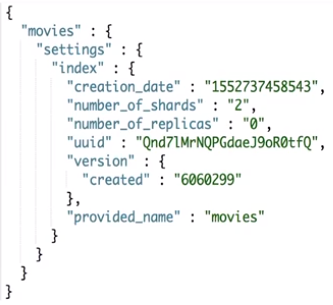 {
  "movies" : {
    "settings" : {
      "index" : {
        "creation_date" : "1552737458543",
        "number_of_shards" : "2",
        "number_of_replicas" : "0",
        "uuid" : "Qnd7lMrNQPGdaeJ9oR0tfQ",
        "version" : {
          "created" : "6060299"
        },
        "provided_name" : "movies"
      }
    }
  }
}